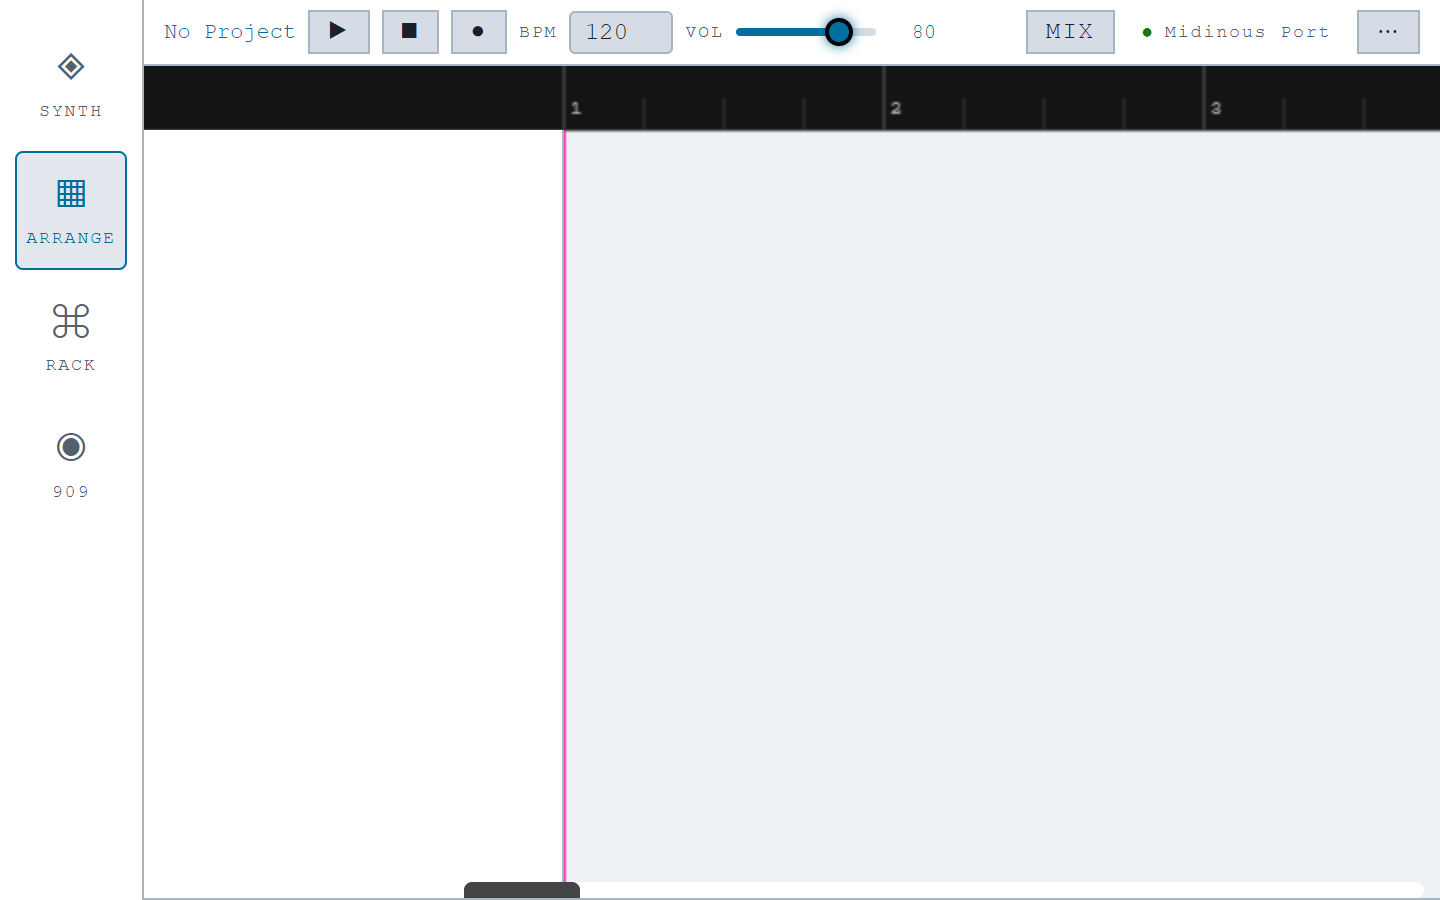 No Project
BPM 120 VOL 80 MIX Midinous Port ...
SYNTH
ARRANGE
RACK
909
1 2 3